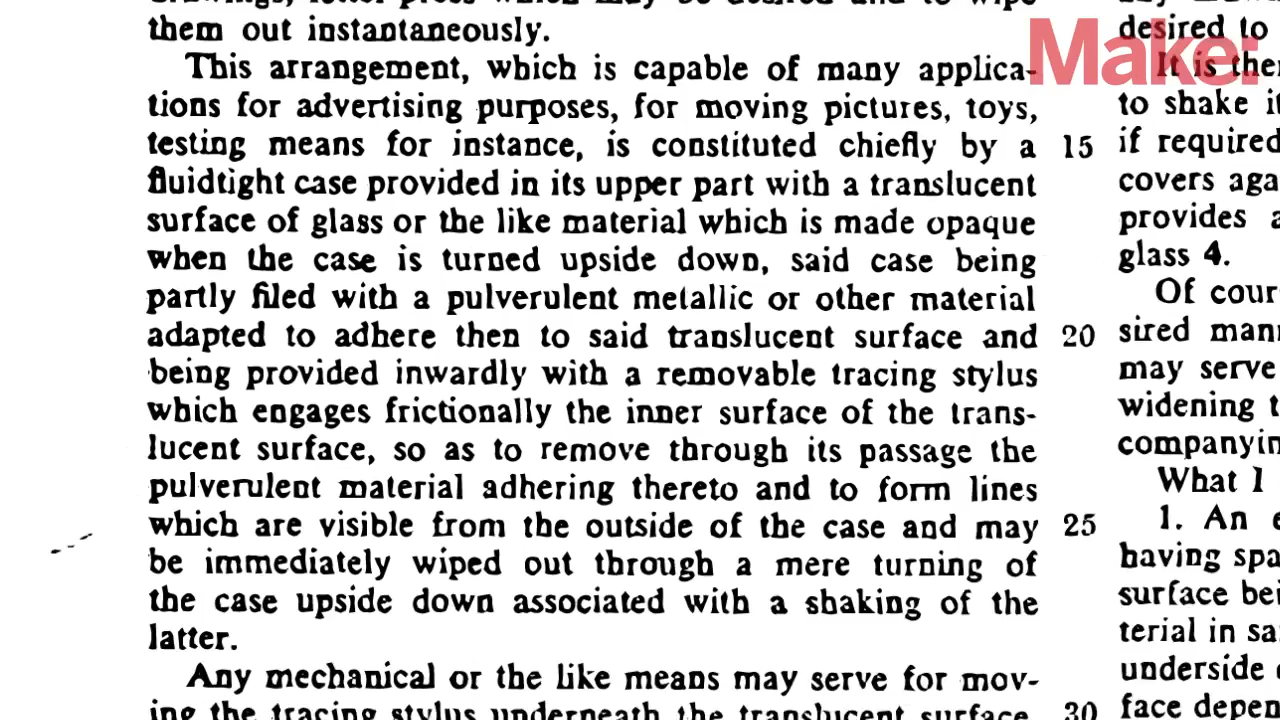 them out instantaneously.
This arrangement, which is capable of many applica-
tions for advertising purposes, for moving pictures, toys,
testing means for instance, is constituted chiefly by a
fluidtight case provided in its upper part with a translucent
surface of glass or the like material which is made opaque
when the case is turned upside down, said case being
partly filed with a pulverulent metallic or other material
adapted to adhere then to said translucent surface and
being provided inwardly with a removable tracing stylus
which engages frictionally the inner surface of the trans-
lucent surface, so as to remove through its passage the
pulverulent material adhering thereto and to form lines
which are visible from the outside of the case and may
be immediately wiped out through a mere turning of
the case upside down associated with a shaking of the
latter.
Any mechanical or the like means may serve for mov-
ing the tracing stylus underneath the translucent surface,
15
20
25
30
desired to
It is
to shake
if required
covers
provides
glass 4.
Of
sired
may serve
widening
What I
1. An
having
surface
terial in
underside
face
Make: